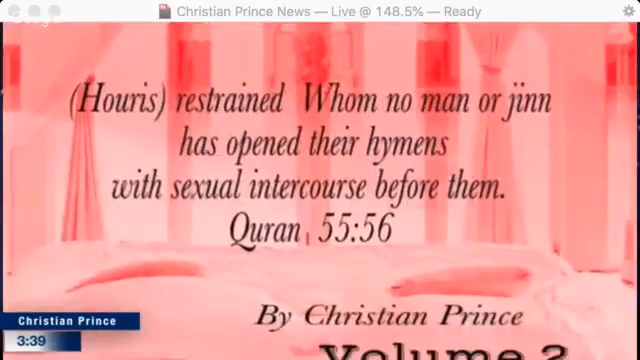 Christian Prince News — Live @ 148.5% — Ready
(Houris) restrained Whom no man or jinn
has opened their hymens
with sexual intercourse before them.
Quran 55:56
By Christian Prince
Christian Prince
3:39